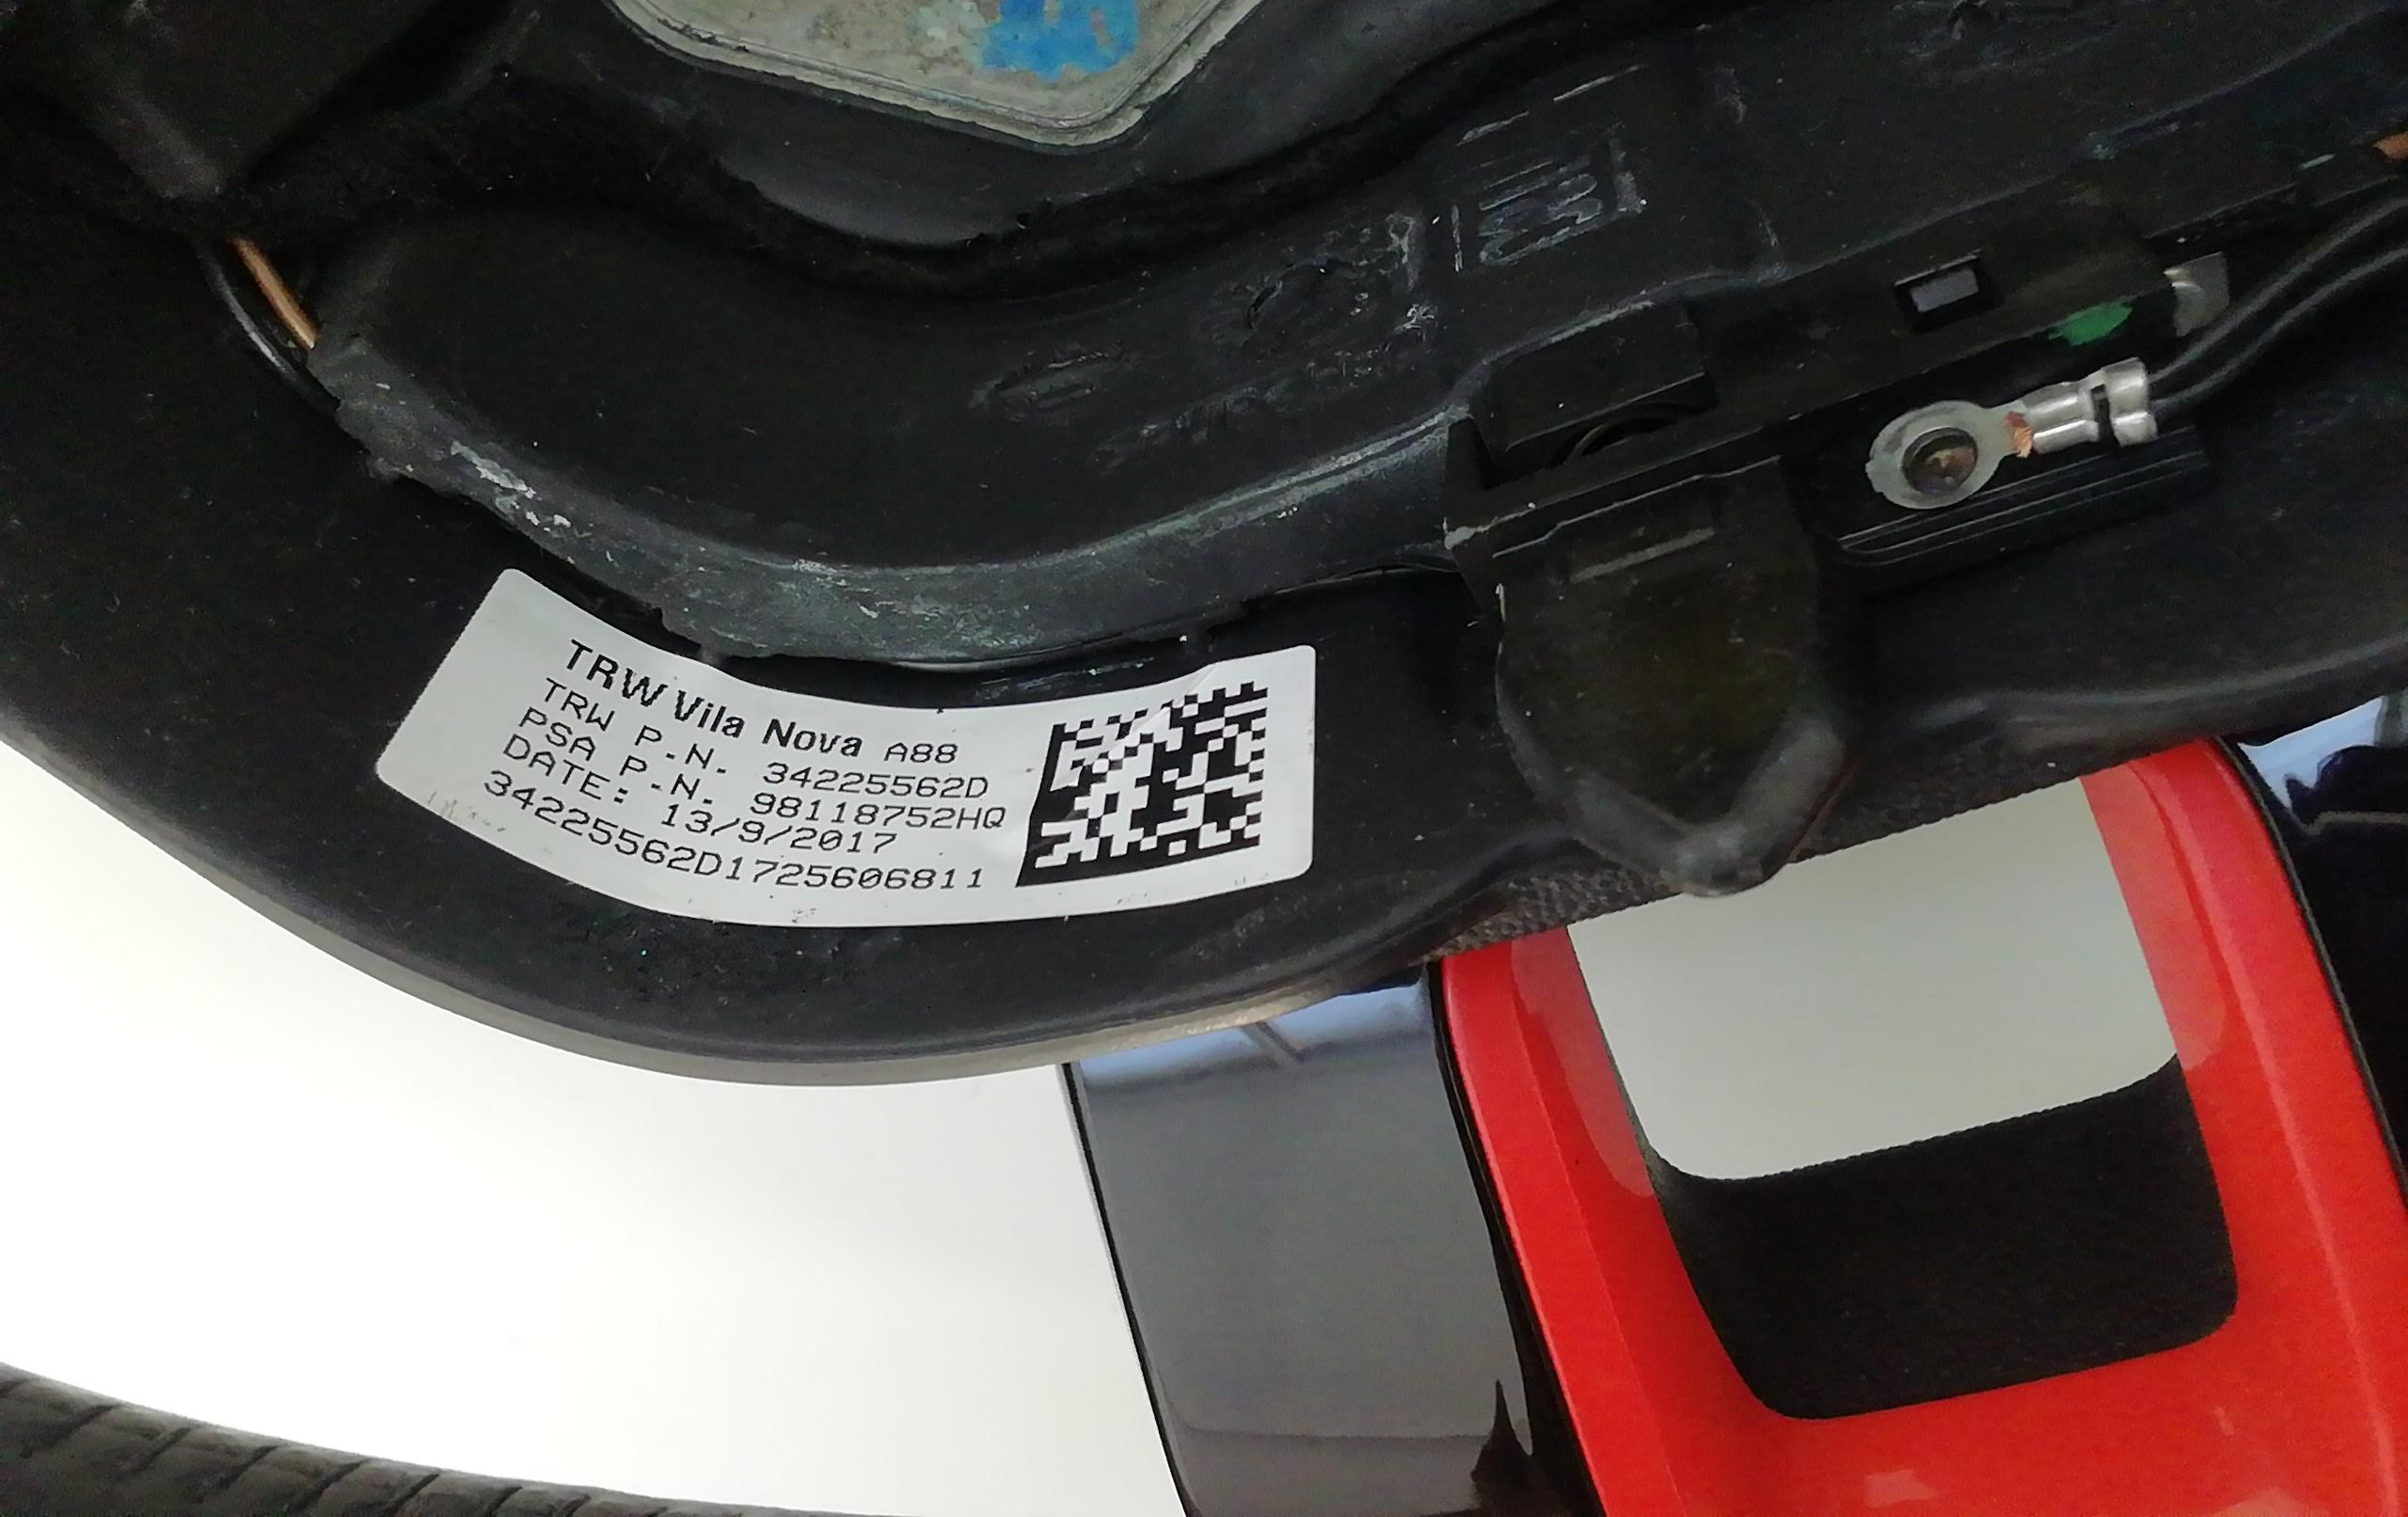 TRW Vila Nova A88
TRW P.N. 34225562D
PSA P.N. 98118752HQ
DATE: 13/9/2017
34225562D1725606811